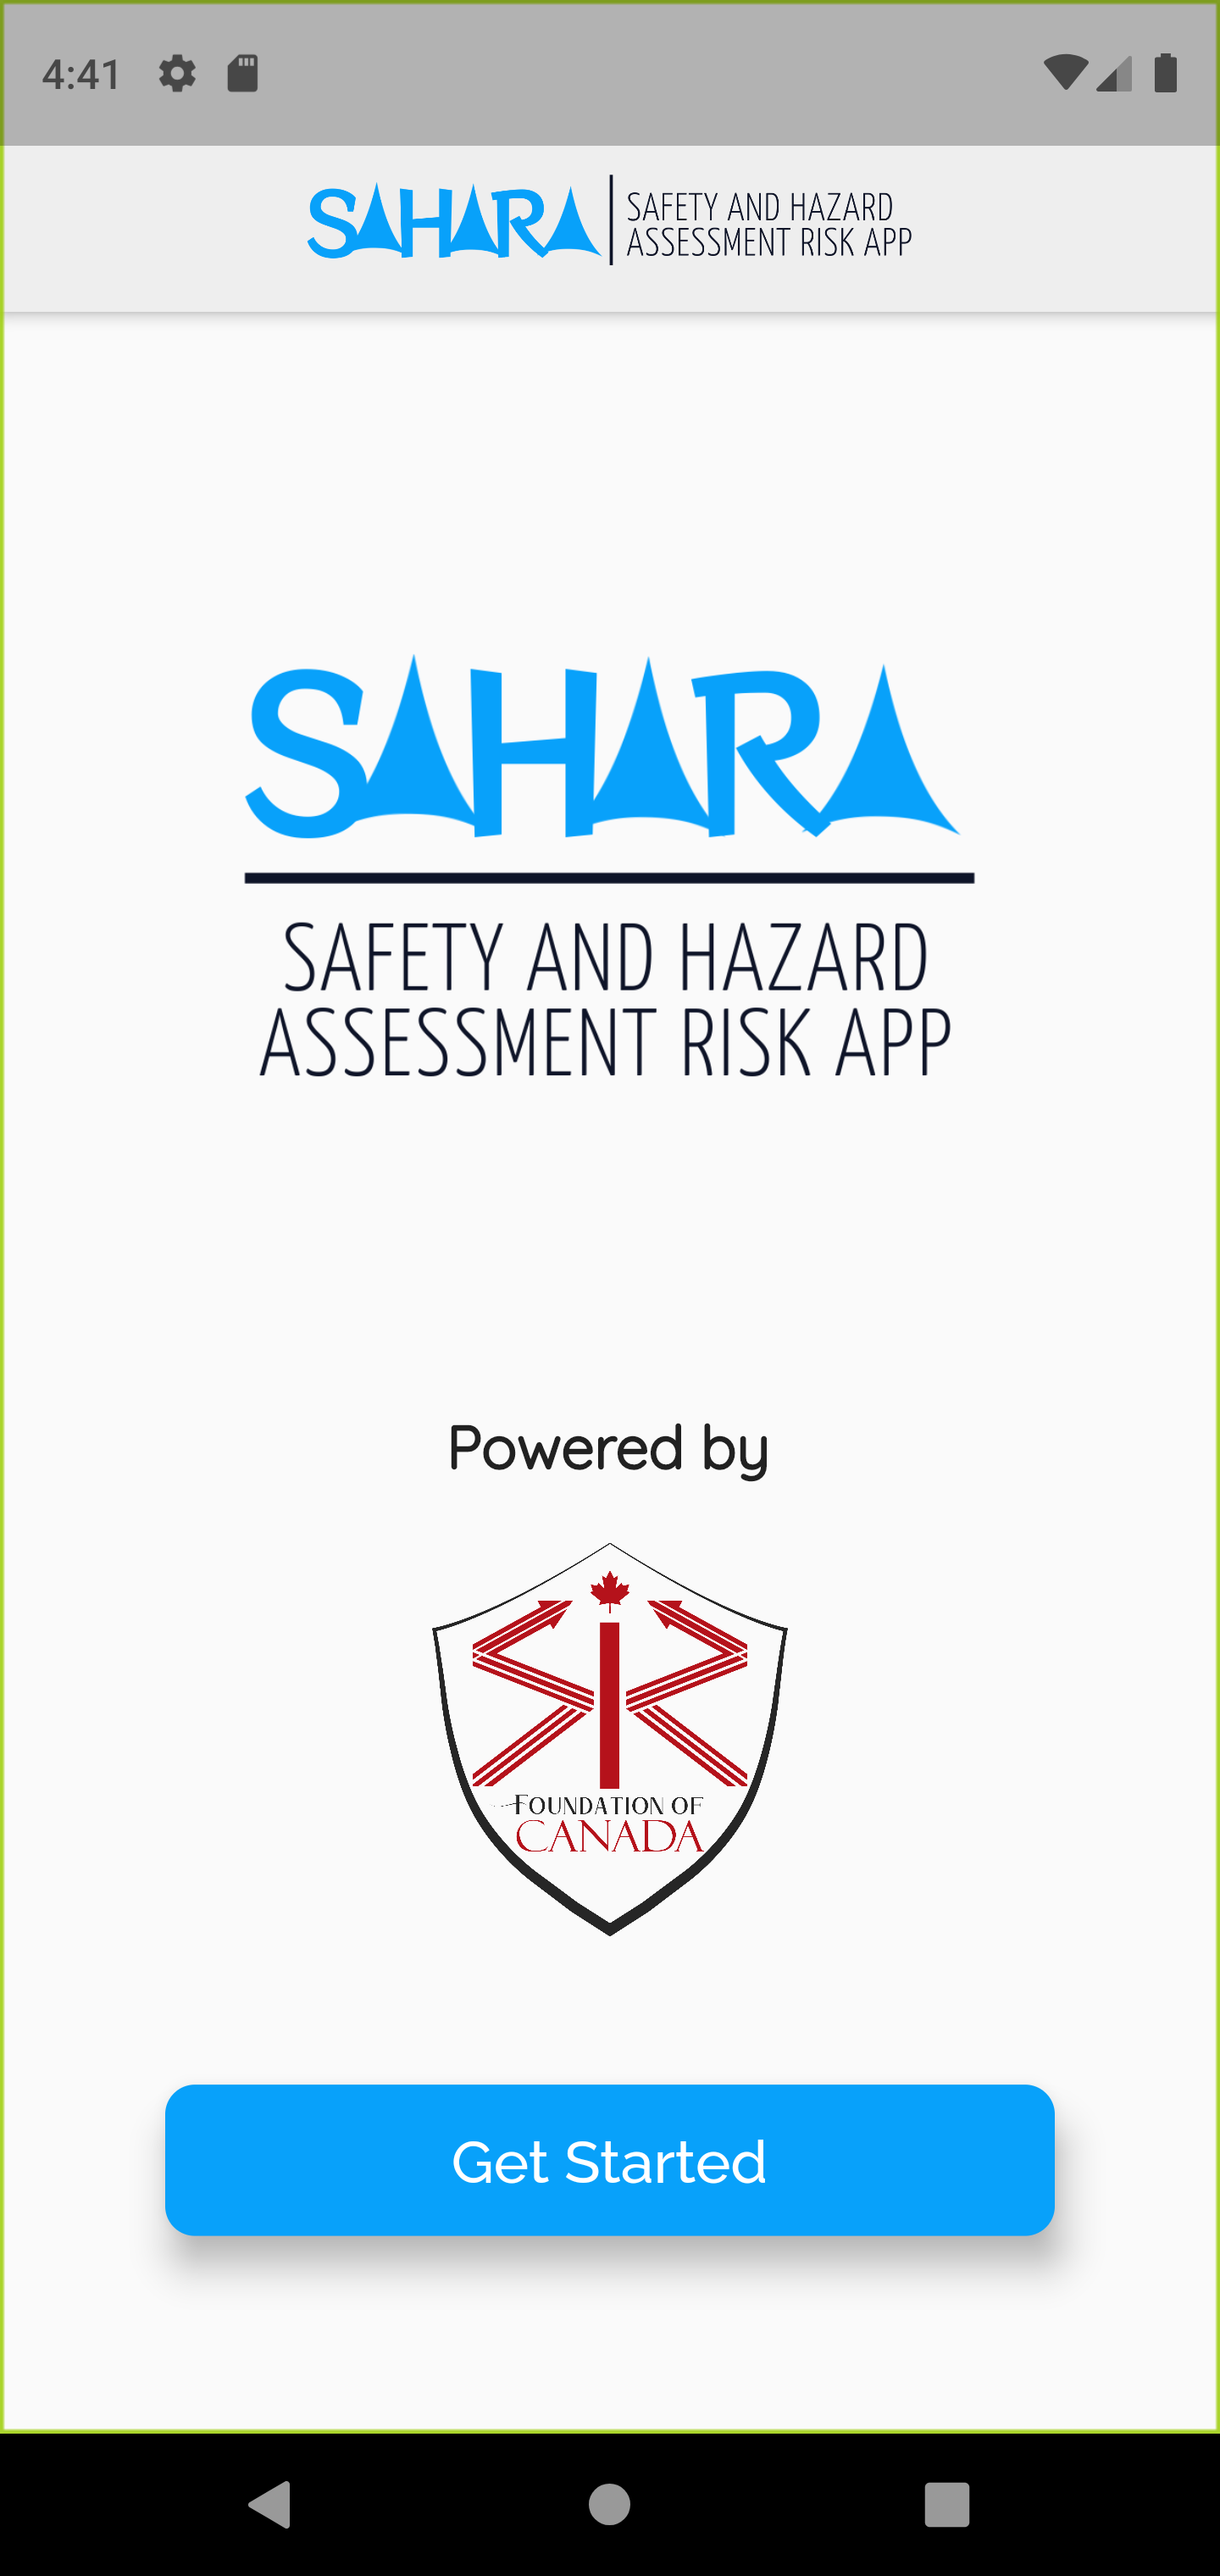 4:41
SAHARA
SAFETY AND HAZARD
ASSESSMENT RISK APP
SAHARA
SAFETY AND HAZARD
ASSESSMENT RISK APP
Powered by
FOUNDATION OF
CANADA
Get Started